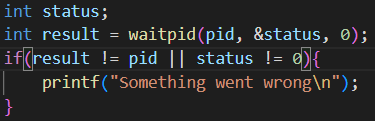 int status;
int result = waitpid(pid, &status, 0);
if(result != pid || status != 0){
    printf("Something went wrong\n");
}